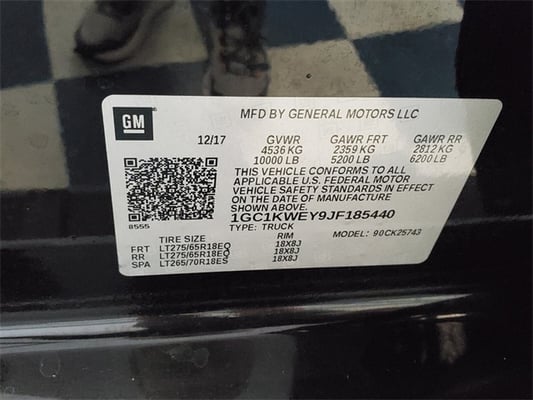 GM
MFD BY GENERAL MOTORS LLC
12/17 GVWR GAWR FRT GAWR RR
4536 KG 2359 KG 2812 KG
10000 LB 5200 LB 6200 LB
THIS VEHICLE CONFORMS TO ALL
APPLICABLE U.S. FEDERAL MOTOR
VEHICLE SAFETY STANDARDS IN EFFECT
ON THE DATE OF MANUFACTURE
SHOWN ABOVE.
1GC1KWEY9JF185440
8555 TYPE: TRUCK MODEL: 90CK25743
TIRE SIZE RIM
FRT LT275/65R18EQ 18X8J
RR LT275/65R18EQ 18X8J
SPA LT265/70R18ES 18X8J